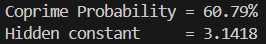 Coprime Probability = 60.79%
Hidden constant     = 3.1418